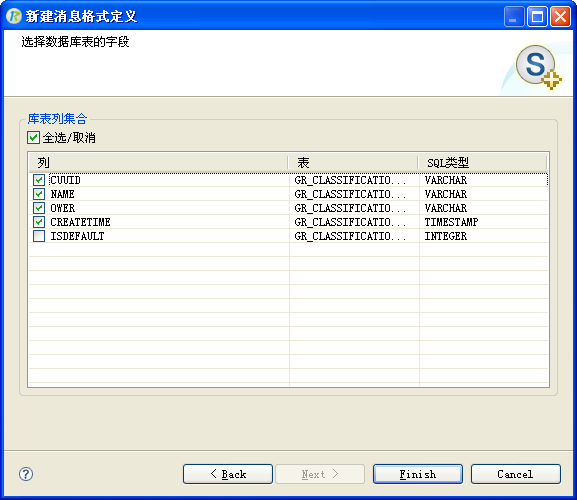 新建消息格式定义
选择数据库表的字段
库表列集合
全选/取消
列 表 SQL类型
CUUID GR_CLASSIFICATIO... VARCHAR
NAME GR_CLASSIFICATIO... VARCHAR
OWER GR_CLASSIFICATIO... VARCHAR
CREATETIME GR_CLASSIFICATIO... TIMESTAMP
ISDEFAULT GR_CLASSIFICATIO... INTEGER
< Back Next > Finish Cancel